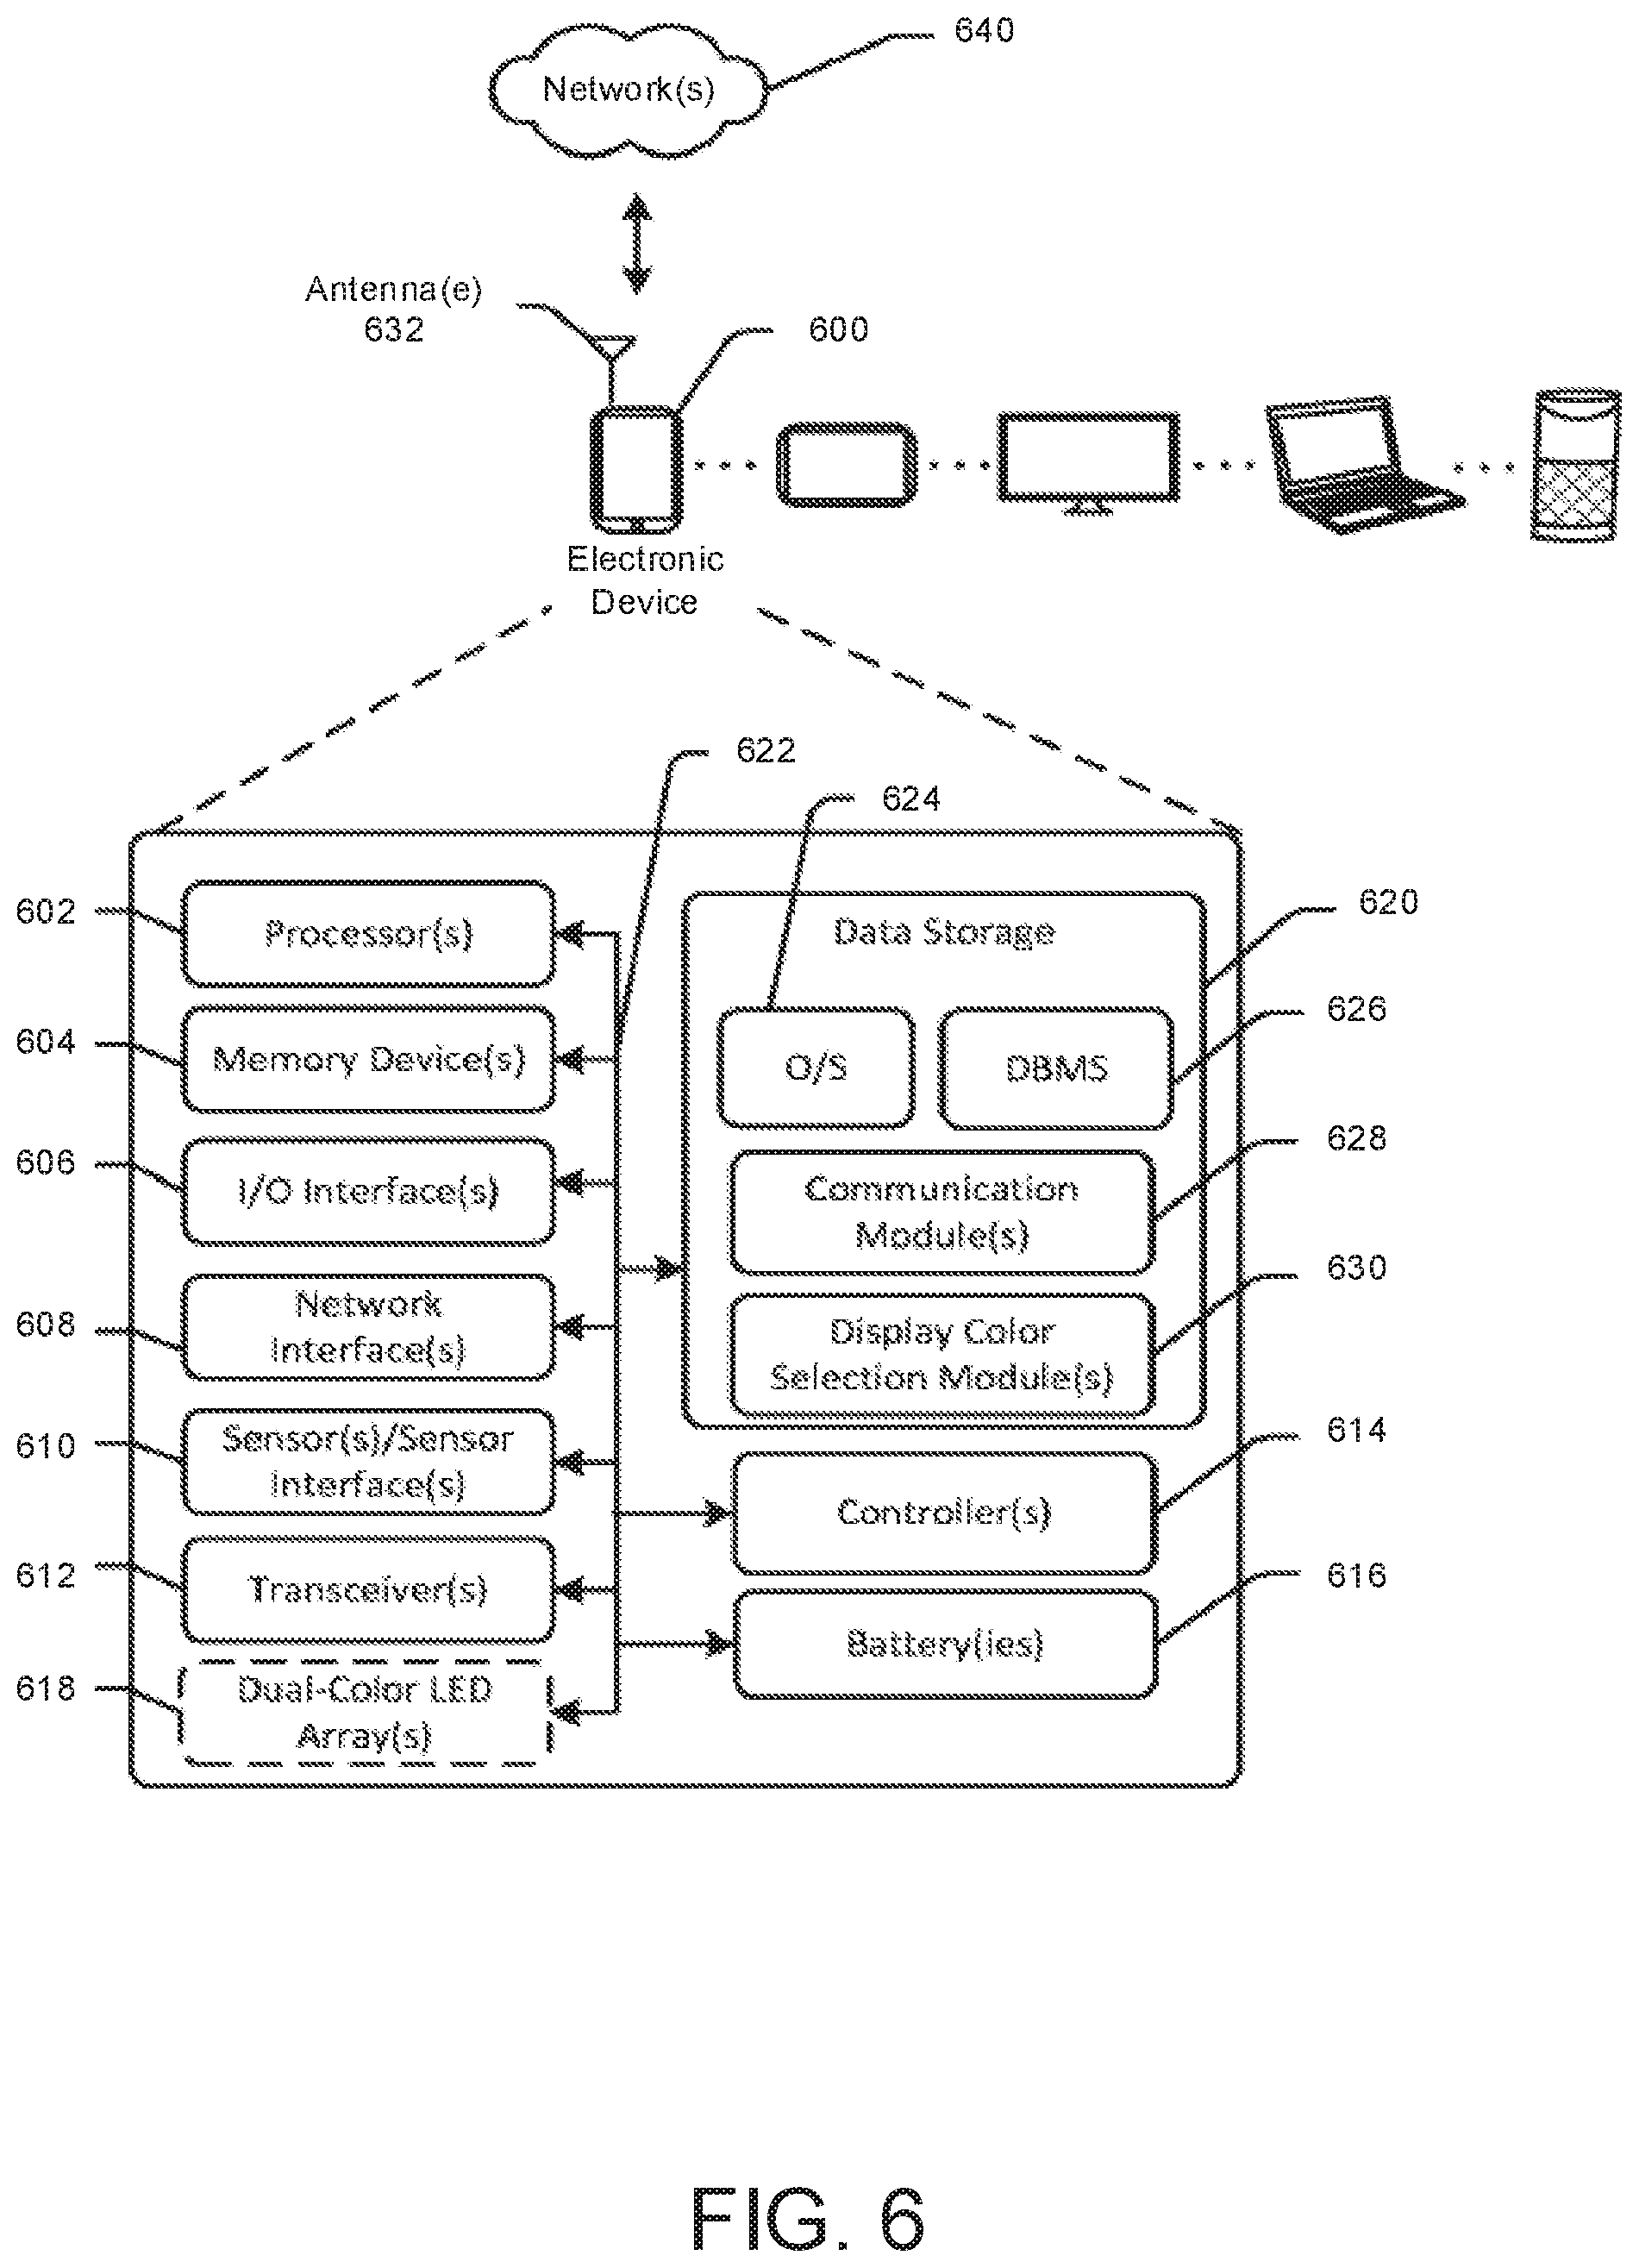 640
Network(s)
Antenna(e)
632
600
Electronic
Device
622
624
602
Processor(s)
Data Storage
620
604
Memory Device(s)
O/S
DBMS
626
606
I/O Interface(s)
Communication
Module(s)
628
608
Network
Interface(s)
Display Color
Selection Module(s)
630
610
Sensor(s)/Sensor
Interface(s)
614
Controller(s)
612
Transceiver(s)
616
Battery(ies)
618
Dual-Color LED
Array(s)
FIG. 6